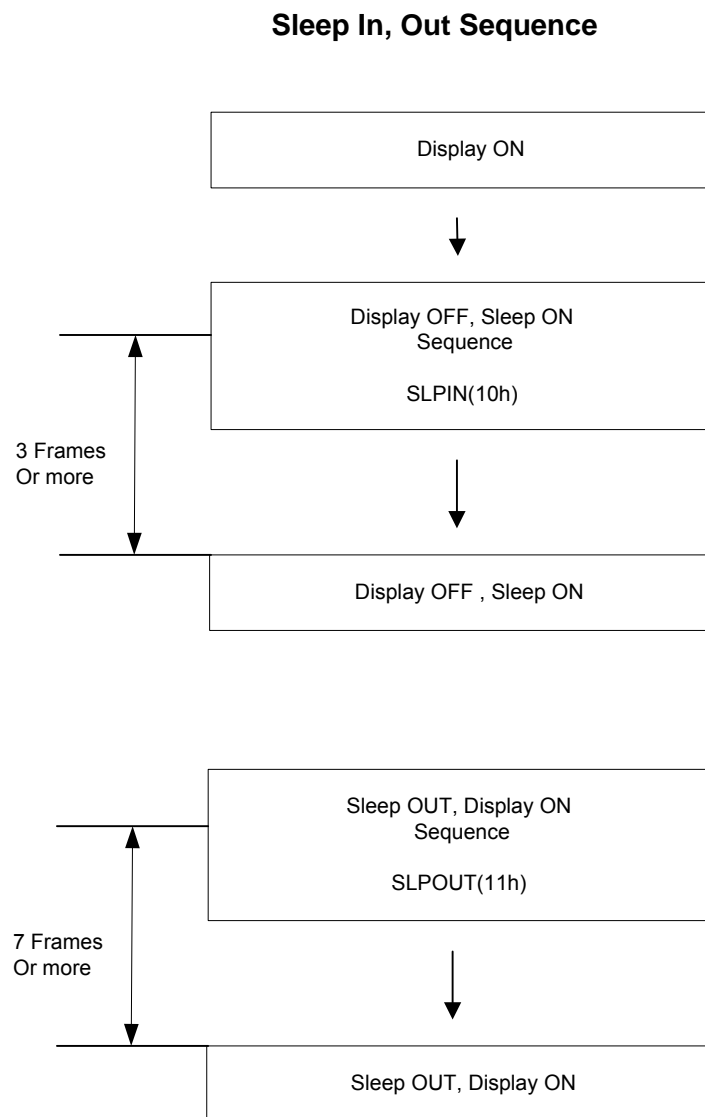 Sleep In, Out Sequence
Display ON
Display OFF, Sleep ON
Sequence
SLPIN(10h)
3 Frames
Or more
Display OFF , Sleep ON
Sleep OUT, Display ON
Sequence
SLPOUT(11h)
7 Frames
Or more
Sleep OUT, Display ON